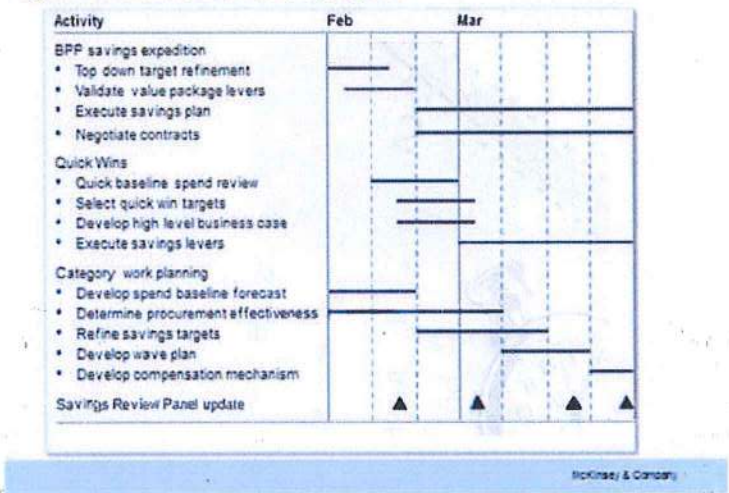 Activity Feb Mar
BPP savings expedition
• Top down target refinement
• Validate value package levers
• Execute savings plan
• Negotiate contracts
Quick Wins
• Quick baseline spend review
• Select quick win targets
• Develop high level business case
• Execute savings levers
Category work planning
• Develop spend baseline forecast
• Determine procurement effectiveness
• Refine savings targets
• Develop wave plan
• Develop compensation mechanism
Savings Review Panel update
McKinsey & Company